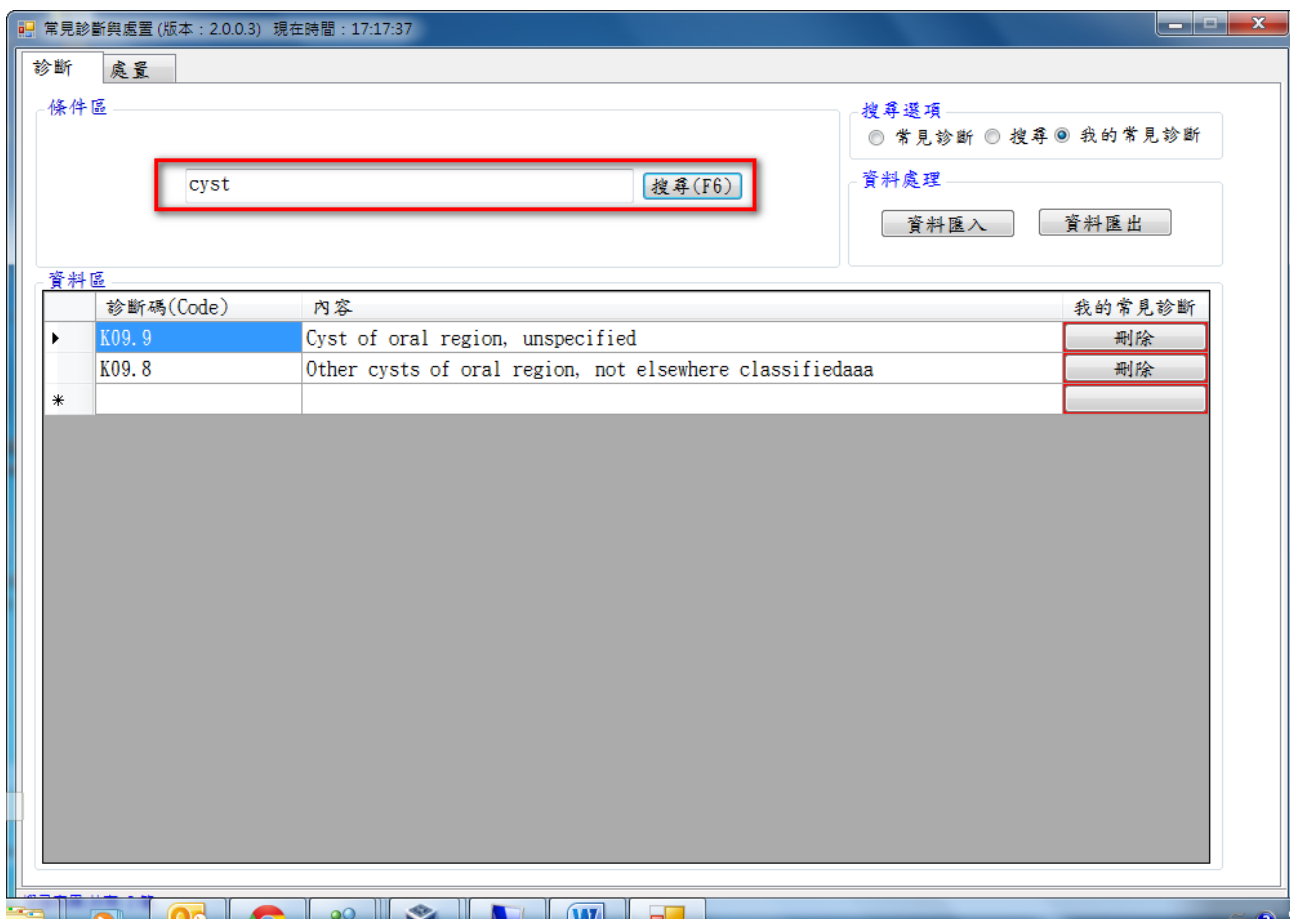 常見診斷與處置 (版本：2.0.0.3) 現在時間：17:17:37
診斷 處置
條件區
搜尋選項
常見診斷 搜尋 我的常見診斷
cyst 搜尋(F6)
資料處理
資料匯入 資料匯出
資料區
診斷碼(Code) 內容 我的常見診斷
K09.9 Cyst of oral region, unspecified 刪除
K09.8 Other cysts of oral region, not elsewhere classifiedaaa 刪除